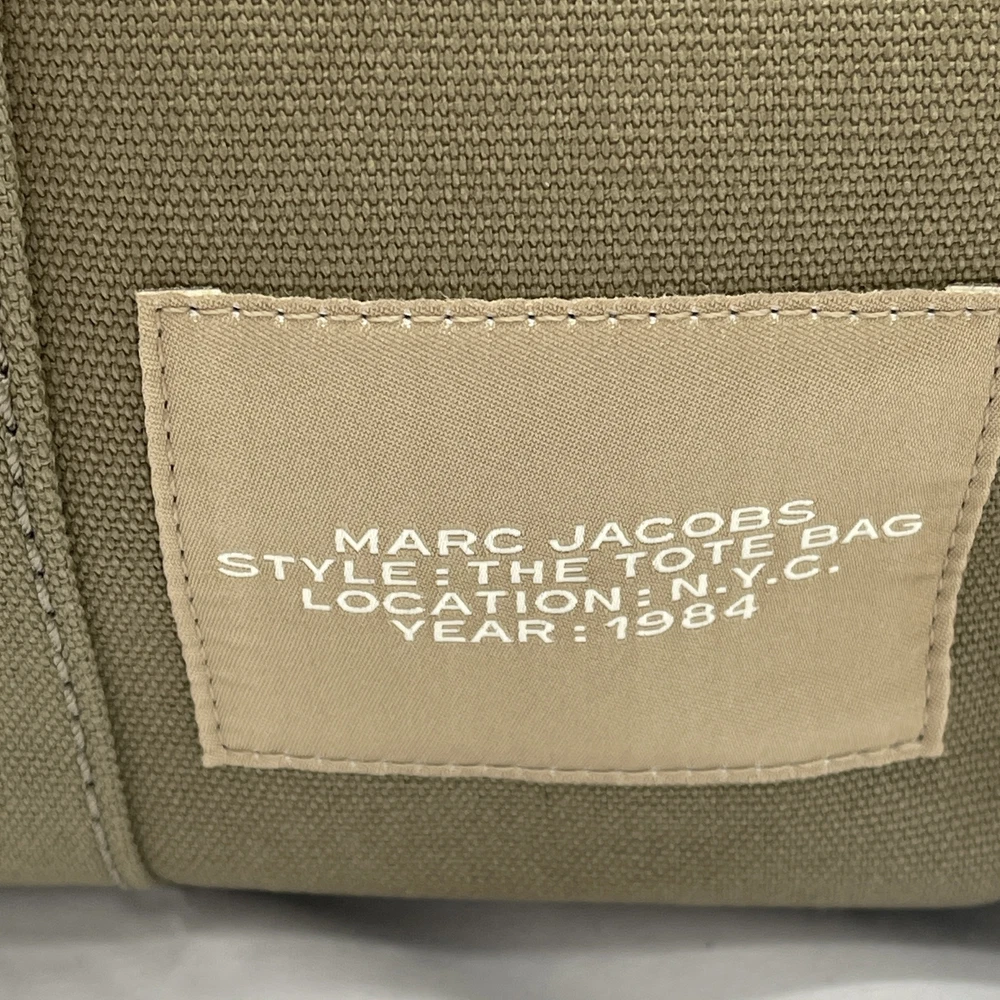 MARC JACOBS
STYLE : THE TOTE BAG
LOCATION : N.Y.C.
YEAR : 1984